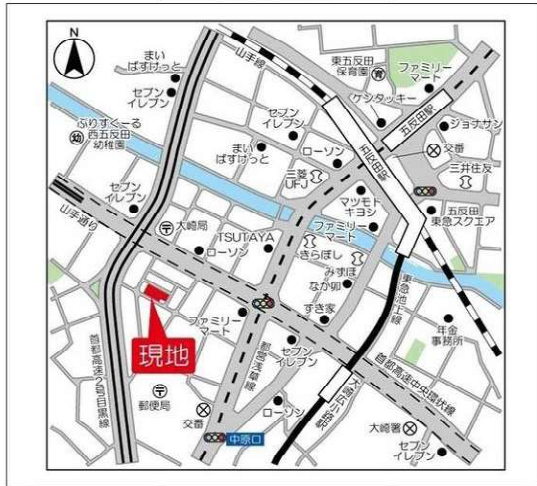 N
まい
ばすけっと
セブン
イレブン
山手線
東五反田
保育園
育
ファミリー
マート
ケンタッキー
五反田駅
ジョナサン
ぷりすくーる
西五反田
幼稚園
幼
セブン
イレブン
まい
ばすけっと
ローソン
五反田駅
交番
三菱
UFJ
三井住友
セブン
イレブン
山手通り
大崎局
マツモト
キヨシ
五反田
東急スクエア
TSUTAYA
ローソン
ファミリー
マート
きらぼし
みずほ
なか卯
すき家
東急池上線
現地
ファミリー
マート
都営浅草線
セブン
イレブン
年金
事務所
首都高速中央環状線
首都高速2号目黒線
郵便局
交番
ローソン
大崎広小路駅
中原口
大崎署
セブン
イレブン